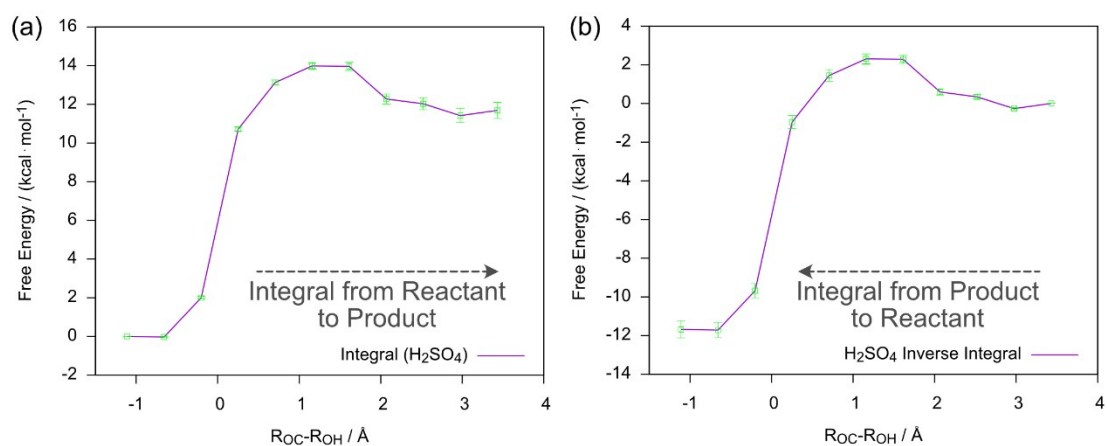 (a)
16
14
12
10
8
6
4
2
0
-2
Free Energy / (kcal·mol⁻¹)
Integral from Reactant
to Product
Integral (H₂SO₄)
-1 0 1 2 3 4
R_OC-R_OH / Å
(b)
4
2
0
-2
-4
-6
-8
-10
-12
-14
Free Energy / (kcal·mol⁻¹)
Integral from Product
to Reactant
H₂SO₄ Inverse Integral
-1 0 1 2 3 4
R_OC-R_OH / Å